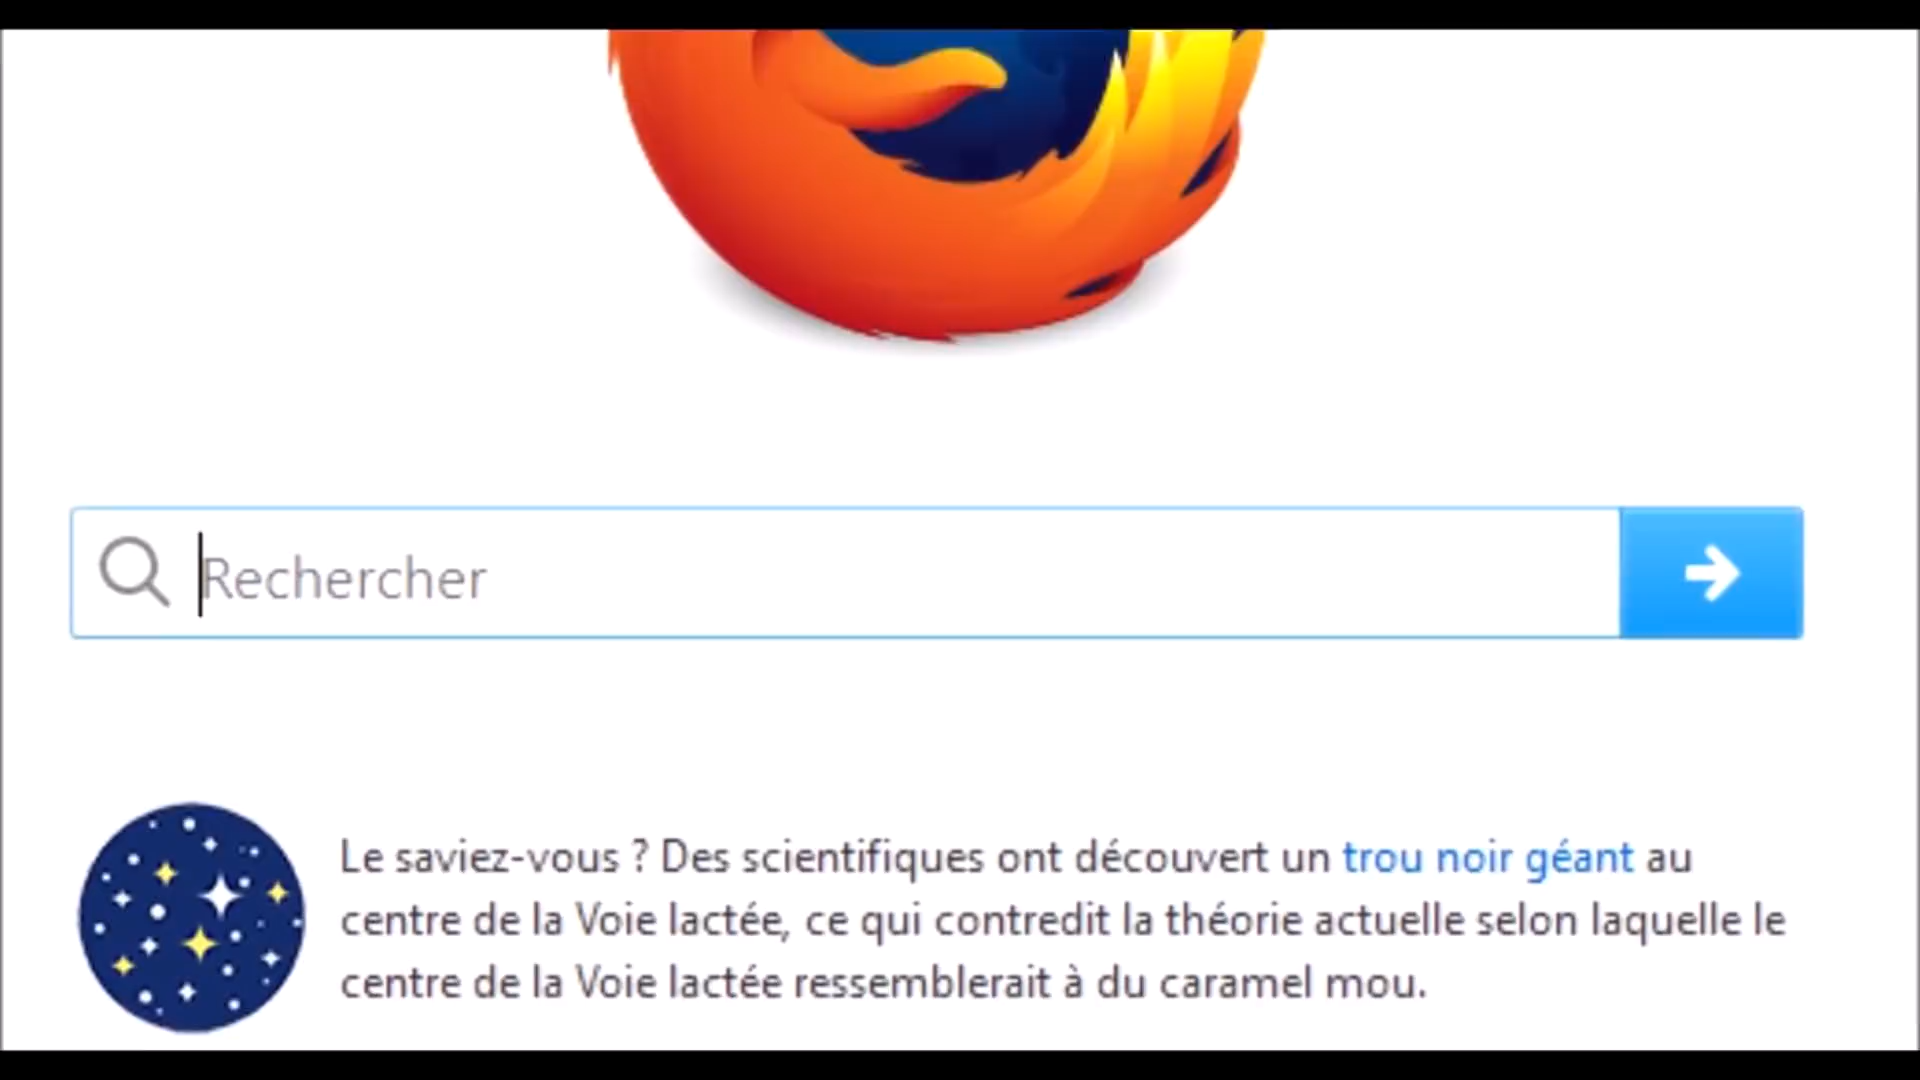 Rechercher
Le saviez-vous ? Des scientifiques ont découvert un trou noir géant au
centre de la Voie lactée, ce qui contredit la théorie actuelle selon laquelle le
centre de la Voie lactée ressemblerait à du caramel mou.